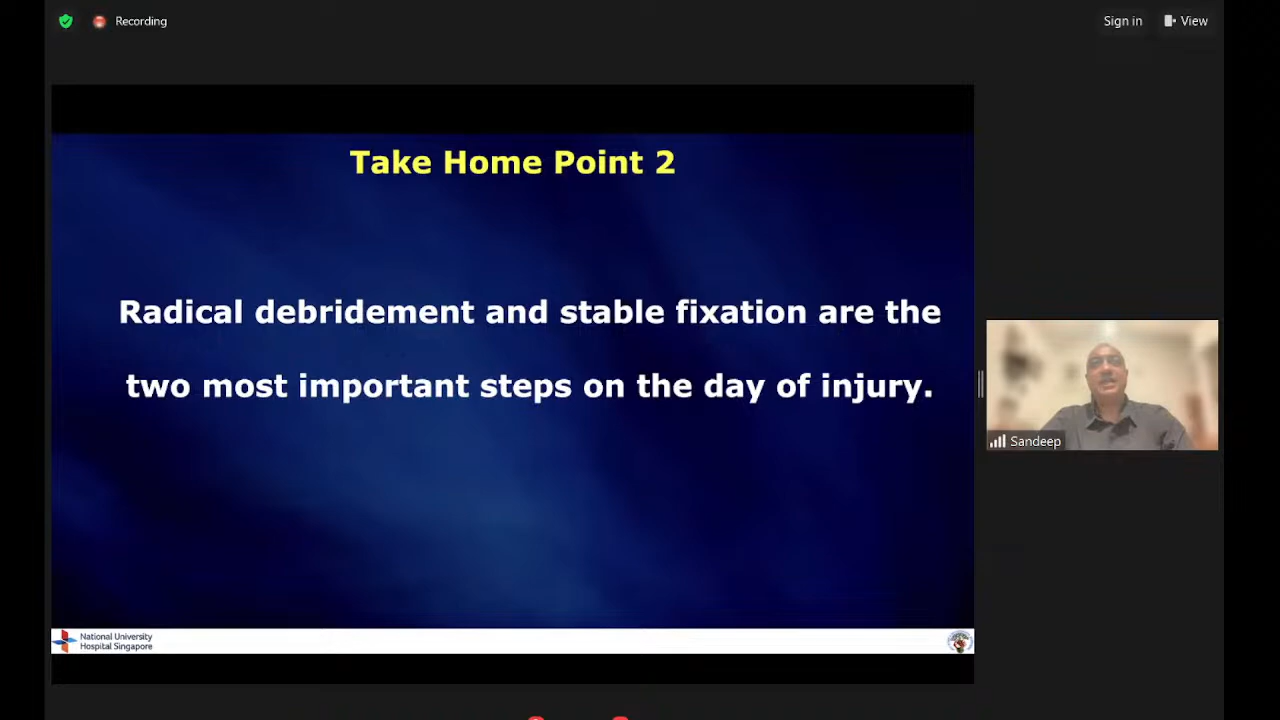 Recording
Sign in
View
Take Home Point 2
Radical debridement and stable fixation are the
two most important steps on the day of injury.
Sandeep
National University
Hospital Singapore